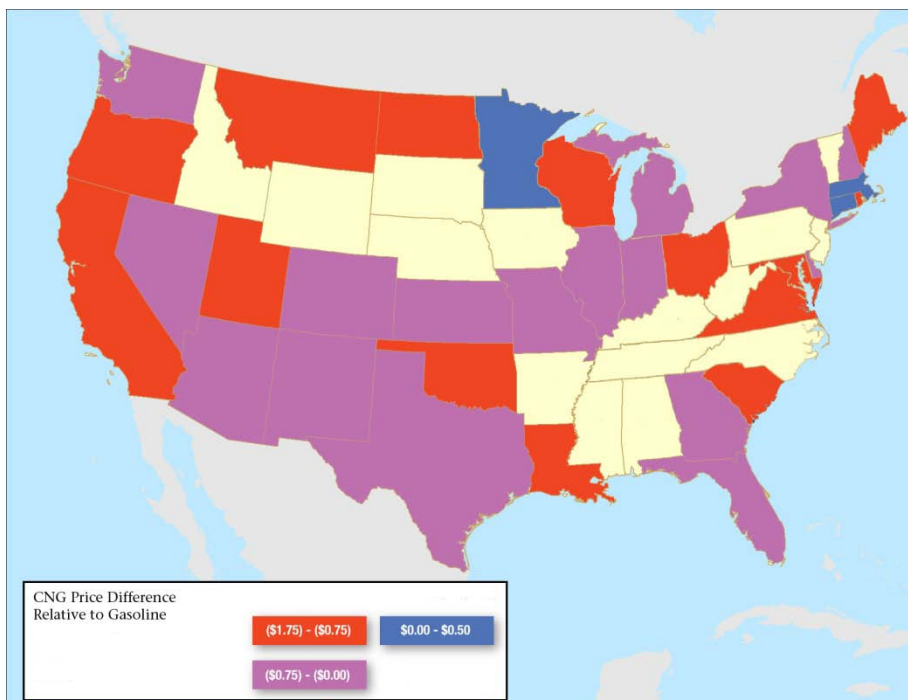 CNG Price Difference
Relative to Gasoline
($1.75) - ($0.75)
$0.00 - $0.50
($0.75) - ($0.00)